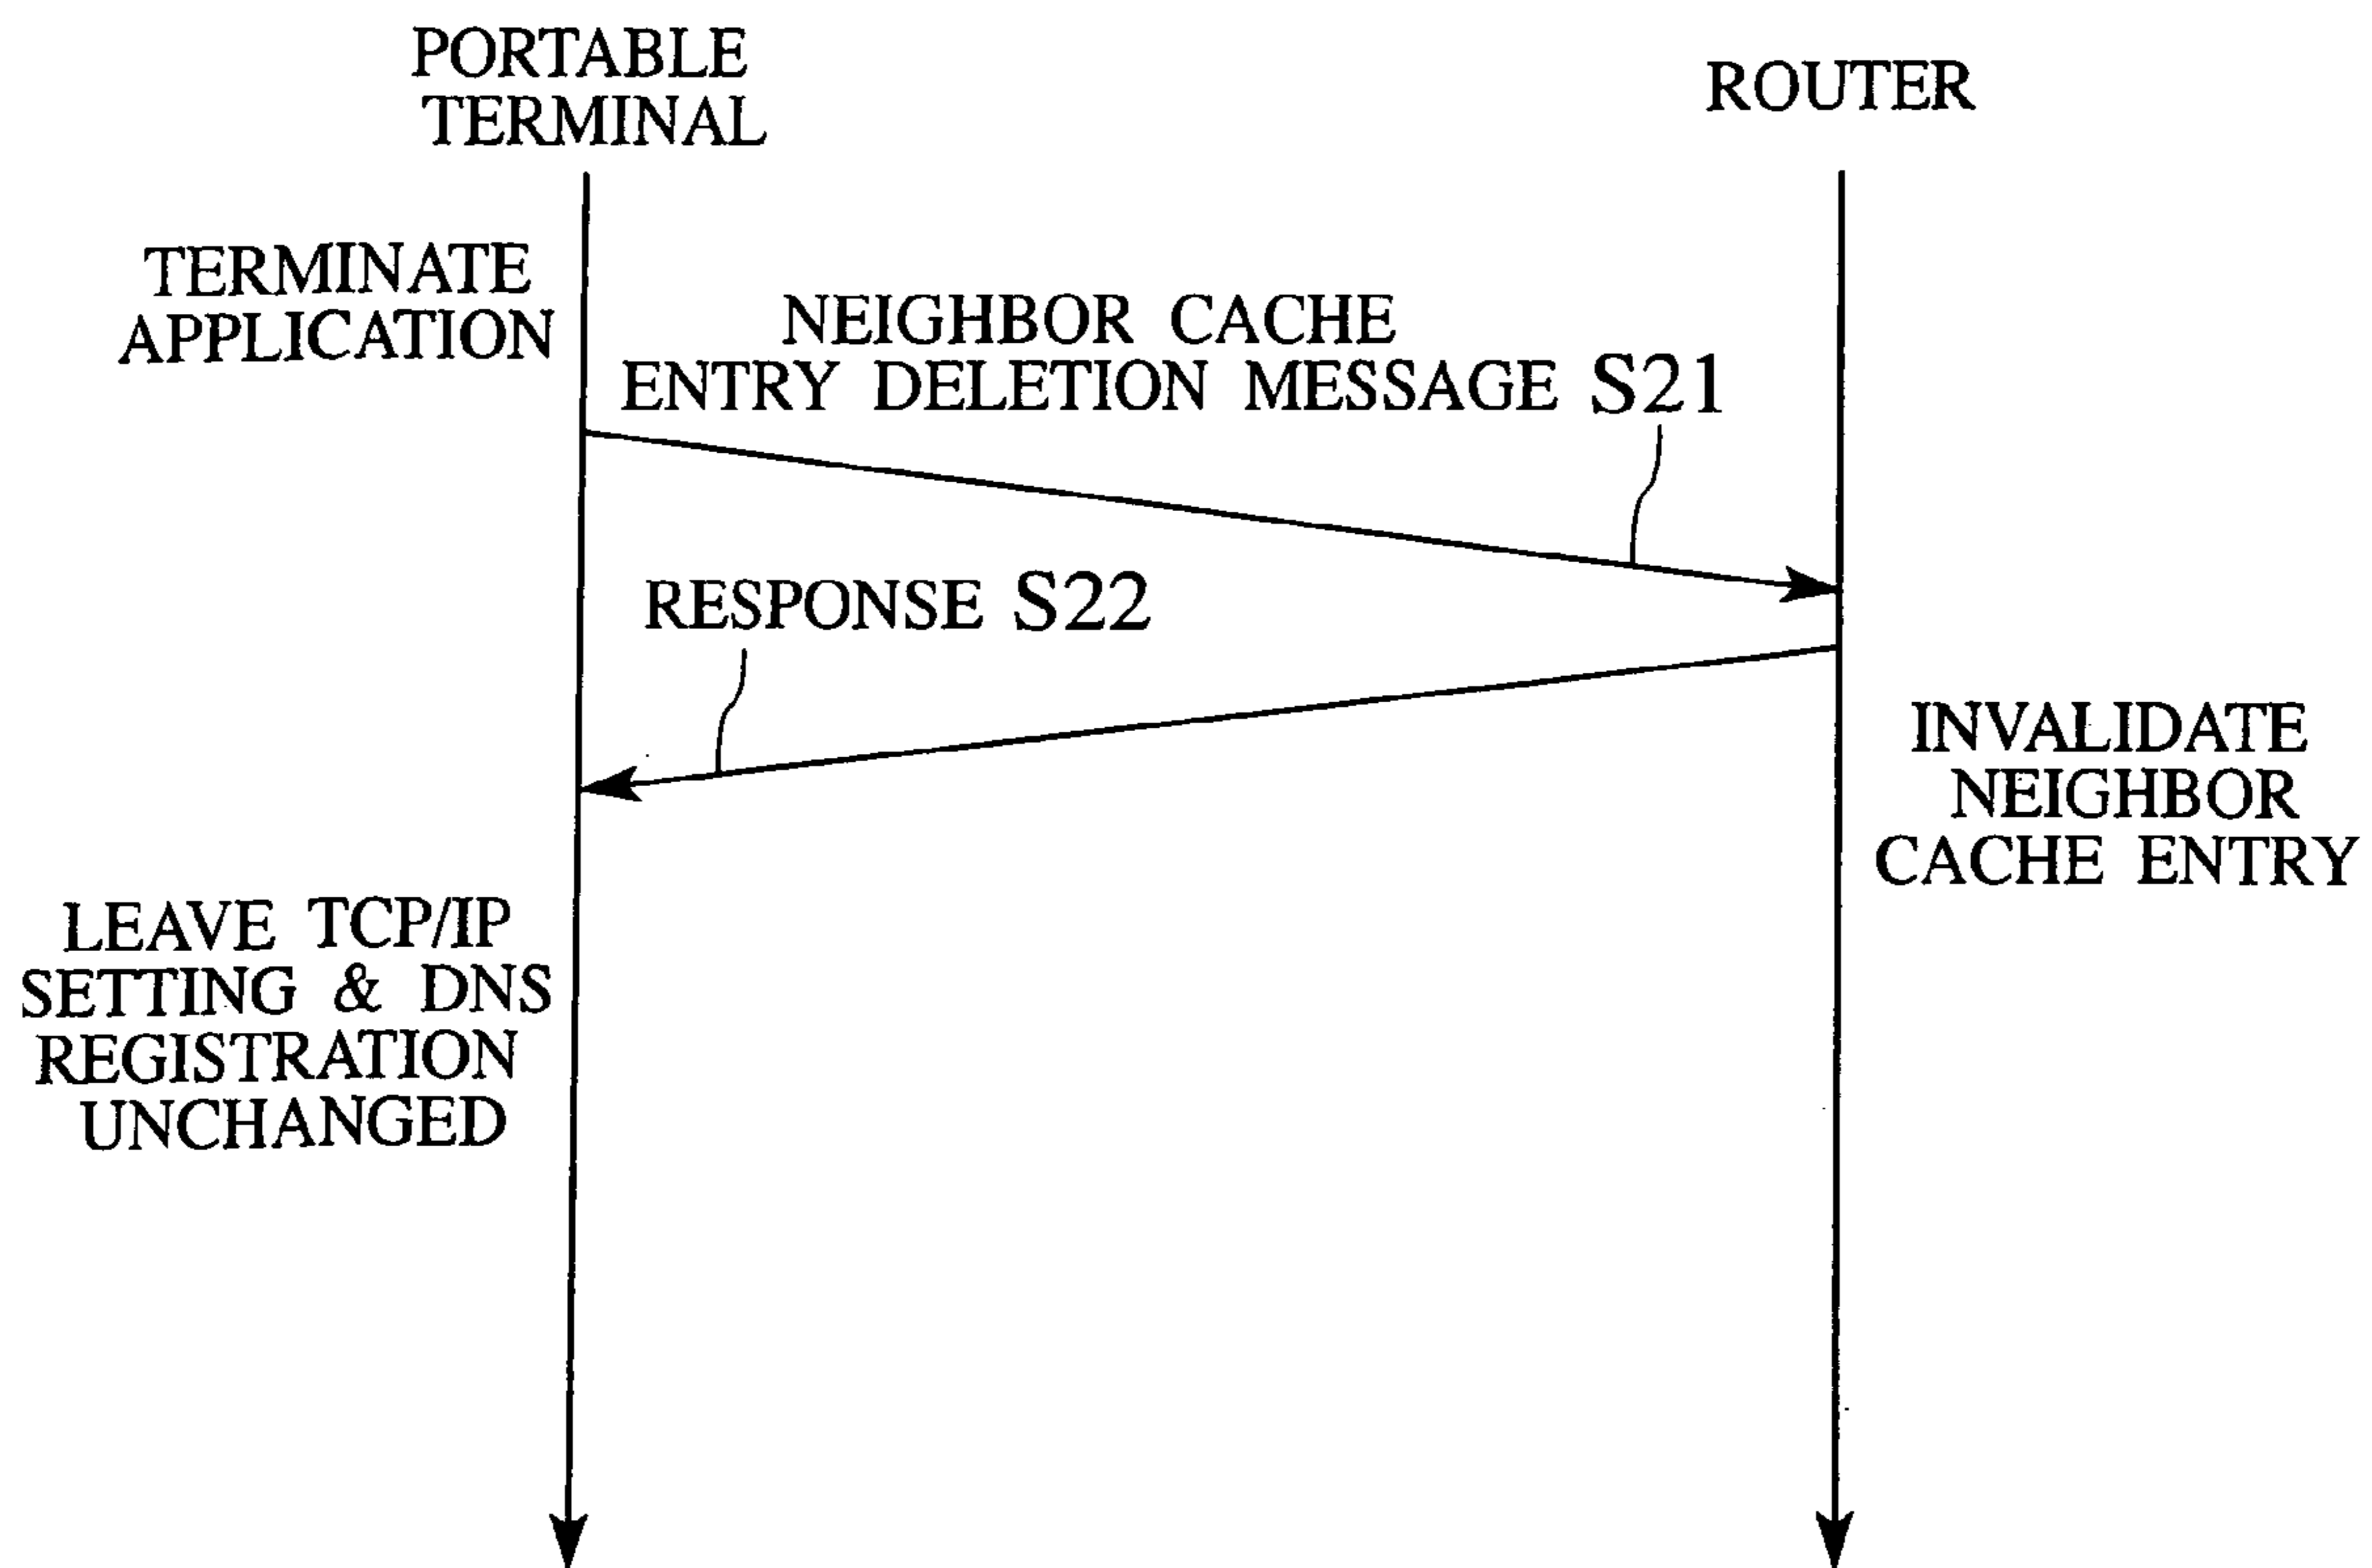 PORTABLE
TERMINAL
ROUTER
TERMINATE
APPLICATION
NEIGHBOR CACHE
ENTRY DELETION MESSAGE S21
RESPONSE S22
INVALIDATE
NEIGHBOR
CACHE ENTRY
LEAVE TCP/IP
SETTING & DNS
REGISTRATION
UNCHANGED